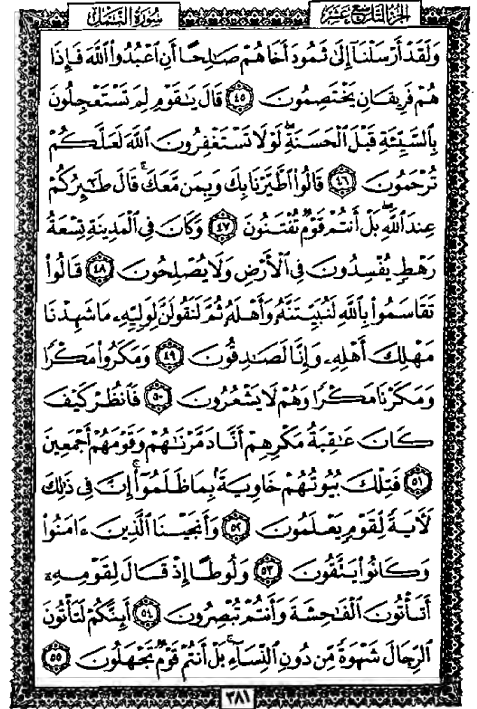 الجزء التاسع عشر سورة النمل
وَلَقَدْ أَرْسَلْنَآ إِلَىٰ ثَمُودَ أَخَاهُمْ صَٰلِحًا أَنِ ٱعْبُدُوا۟ ٱللَّهَ فَإِذَا
هُمْ فَرِيقَانِ يَخْتَصِمُونَ ٤٥ قَالَ يَٰقَوْمِ لِمَ تَسْتَعْجِلُونَ
بِٱلسَّيِّئَةِ قَبْلَ ٱلْحَسَنَةِ لَوْلَا تَسْتَغْفِرُونَ ٱللَّهَ لَعَلَّكُمْ
تُرْحَمُونَ ٤٦ قَالُوا۟ ٱطَّيَّرْنَا بِكَ وَبِمَن مَّعَكَ ۚ قَالَ طَٰٓئِرُكُمْ
عِندَ ٱللَّهِ ۖ بَلْ أَنتُمْ قَوْمٌ تُفْتَنُونَ ٤٧ وَكَانَ فِى ٱلْمَدِينَةِ تِسْعَةُ
رَهْطٍ يُفْسِدُونَ فِى ٱلْأَرْضِ وَلَا يُصْلِحُونَ ٤٨ قَالُوا۟
تَقَاسَمُوا۟ بِٱللَّهِ لَنُبَيِّتَنَّهُۥ وَأَهْلَهُۥ ثُمَّ لَنَقُولَنَّ لِوَلِيِّهِۦ مَا شَهِدْنَا
مَهْلِكَ أَهْلِهِۦ وَإِنَّا لَصَٰدِقُونَ ٤٩ وَمَكَرُوا۟ مَكْرًا
وَمَكَرْنَا مَكْرًا وَهُمْ لَا يَشْعُرُونَ ٥٠ فَٱنظُرْ كَيْفَ
كَانَ عَٰقِبَةُ مَكْرِهِمْ أَنَّا دَمَّرْنَٰهُمْ وَقَوْمَهُمْ أَجْمَعِينَ
٥١ فَتِلْكَ بُيُوتُهُمْ خَاوِيَةًۢ بِمَا ظَلَمُوٓا۟ ۗ إِنَّ فِى ذَٰلِكَ
لَءَايَةً لِّقَوْمٍ يَعْلَمُونَ ٥٢ وَأَنجَيْنَا ٱلَّذِينَ ءَامَنُوا۟
وَكَانُوا۟ يَتَّقُونَ ٥٣ وَلُوطًا إِذْ قَالَ لِقَوْمِهِۦٓ
أَتَأْتُونَ ٱلْفَٰحِشَةَ وَأَنتُمْ تُبْصِرُونَ ٥٤ أَئِنَّكُمْ لَتَأْتُونَ
ٱلرِّجَالَ شَهْوَةً مِّن دُونِ ٱلنِّسَآءِ ۚ بَلْ أَنتُمْ قَوْمٌ تَجْهَلُونَ ٥٥
٣٨١